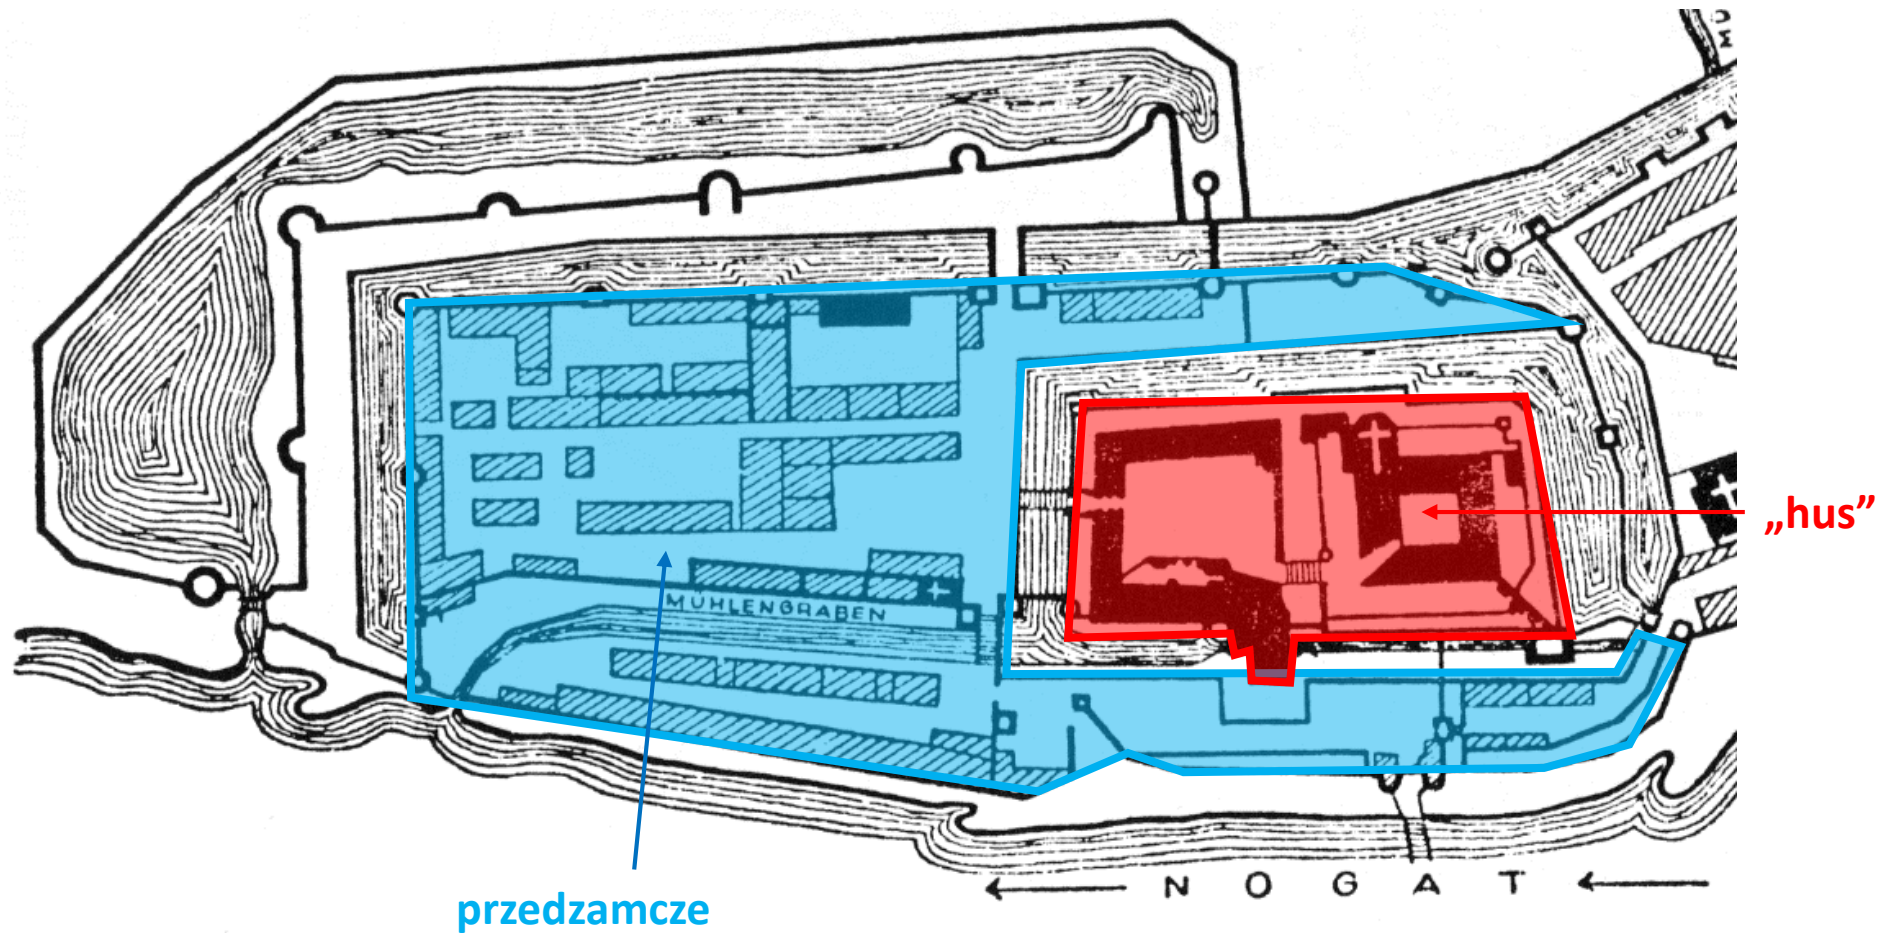 MÜHLENGRABEN
„hus”
NOGAT
przedzamcze